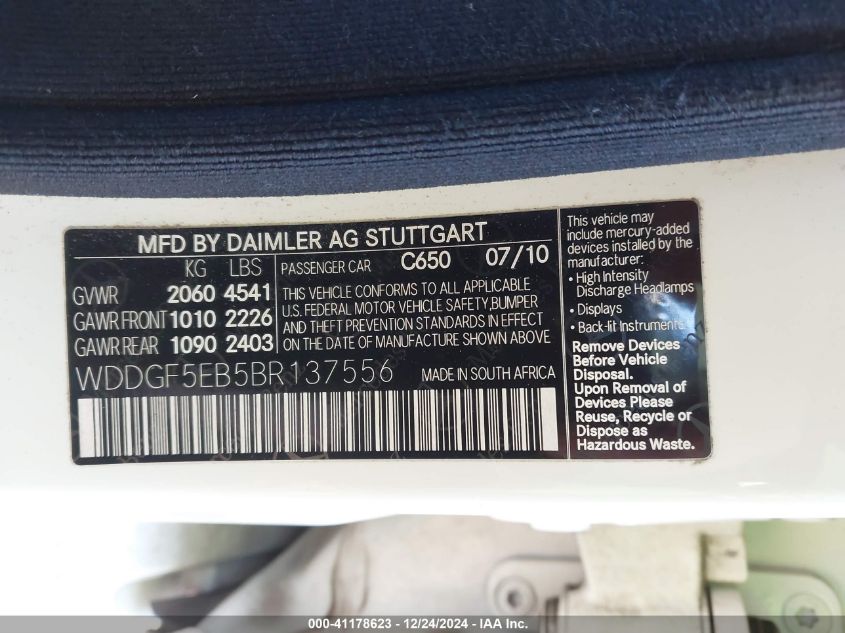 MFD BY DAIMLER AG STUTTGART
KG LBS
PASSENGER CAR C650 07/10
GVWR 2060 4541
GAWR FRONT 1010 2226
GAWR REAR 1090 2403
THIS VEHICLE CONFORMS TO ALL APPLICABLE
U.S. FEDERAL MOTOR VEHICLE SAFETY,BUMPER
AND THEFT PREVENTION STANDARDS IN EFFECT
ON THE DATE OF MANUFACTURE SHOWN ABOVE
WDDGF5EB5BR137556 MADE IN SOUTH AFRICA
This vehicle may
include mercury-added
devices installed by the
manufacturer:
• High Intensity
Discharge Headlamps
• Displays
• Back-lit Instruments
Remove Devices
Before Vehicle
Disposal.
Upon Removal of
Devices Please
Reuse, Recycle or
Dispose as
Hazardous Waste.
000-41178623 - 12/24/2024 - IAA Inc.